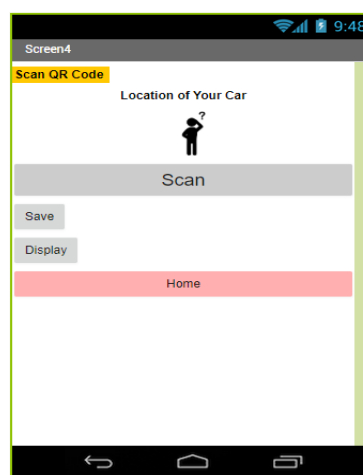 9:48
Screen4
Scan QR Code
Location of Your Car
?
Scan
Save
Display
Home